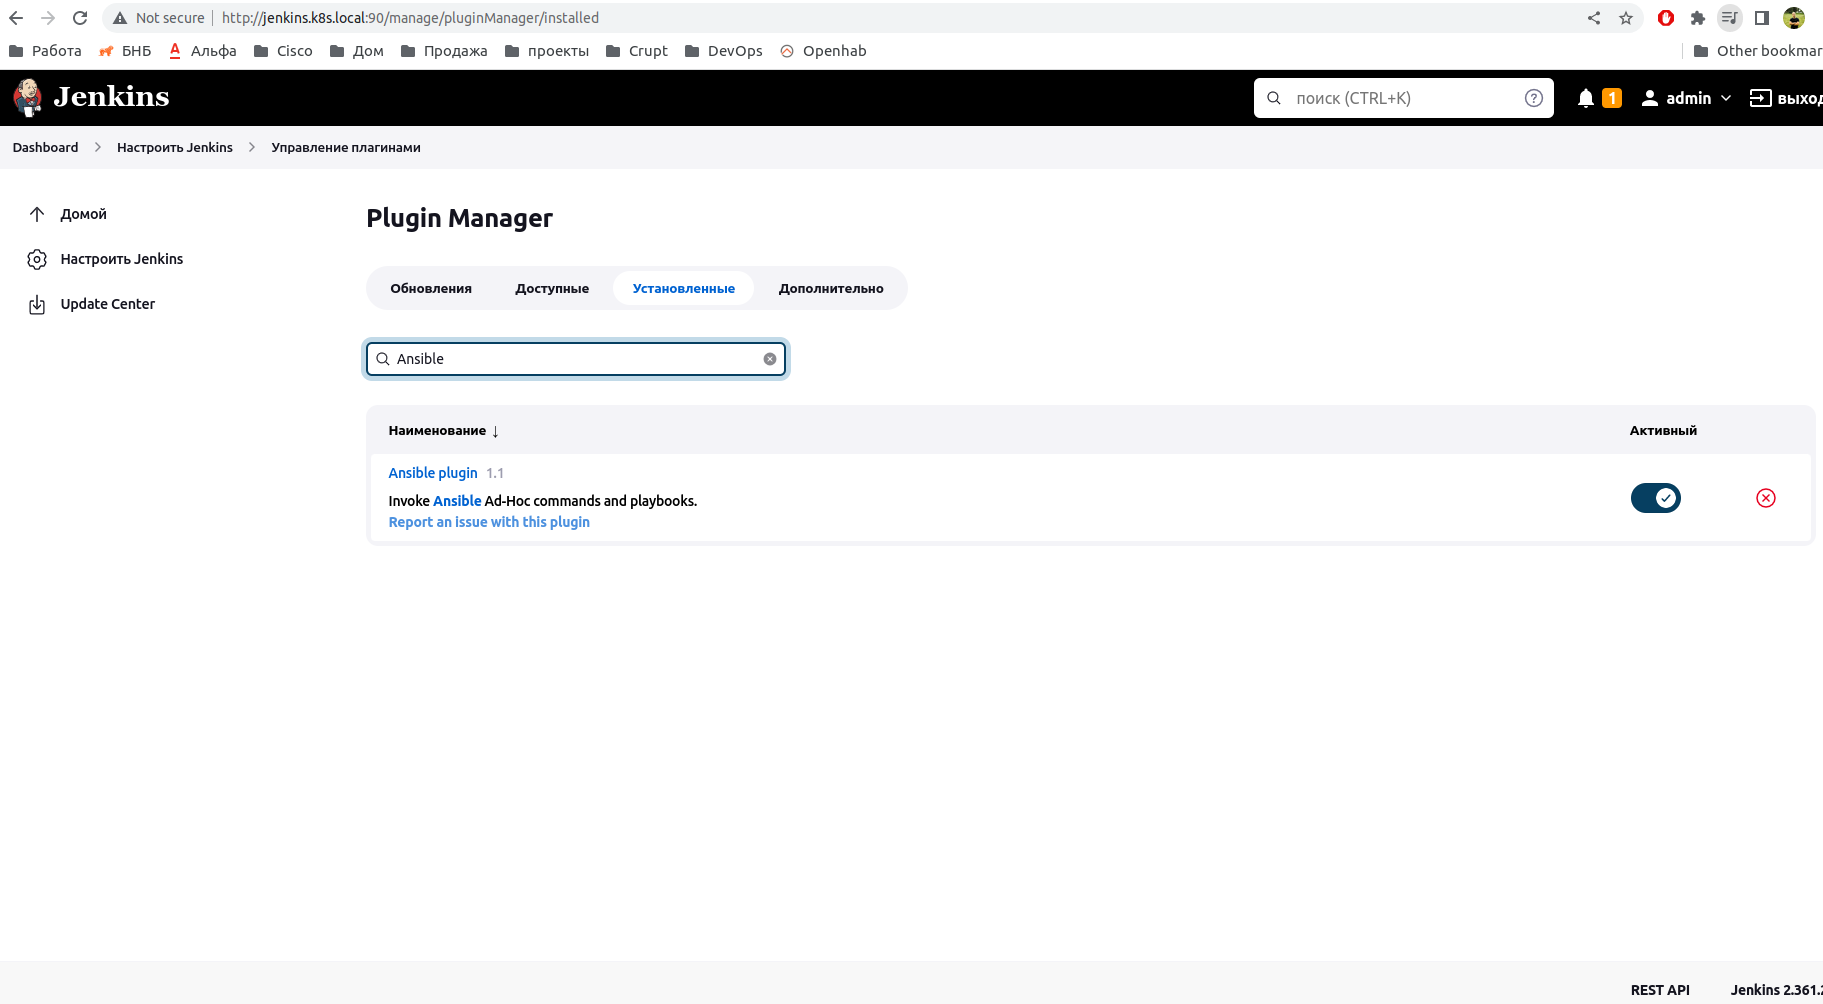 Not secure http://jenkins.k8s.local:90/manage/pluginManager/installed
Работа БНБ Альфа Cisco Дом Продажа проекты Crupt DevOps Openhab Other bookmar
Jenkins поиск (CTRL+K) 1 admin выход
Dashboard Настроить Jenkins Управление плагинами
Домой
Настроить Jenkins
Update Center
Plugin Manager
Обновления Доступные Установленные Дополнительно
Ansible
Наименование ↓ Активный
Ansible plugin 1.1
Invoke Ansible Ad-Hoc commands and playbooks.
Report an issue with this plugin
REST API Jenkins 2.361.2